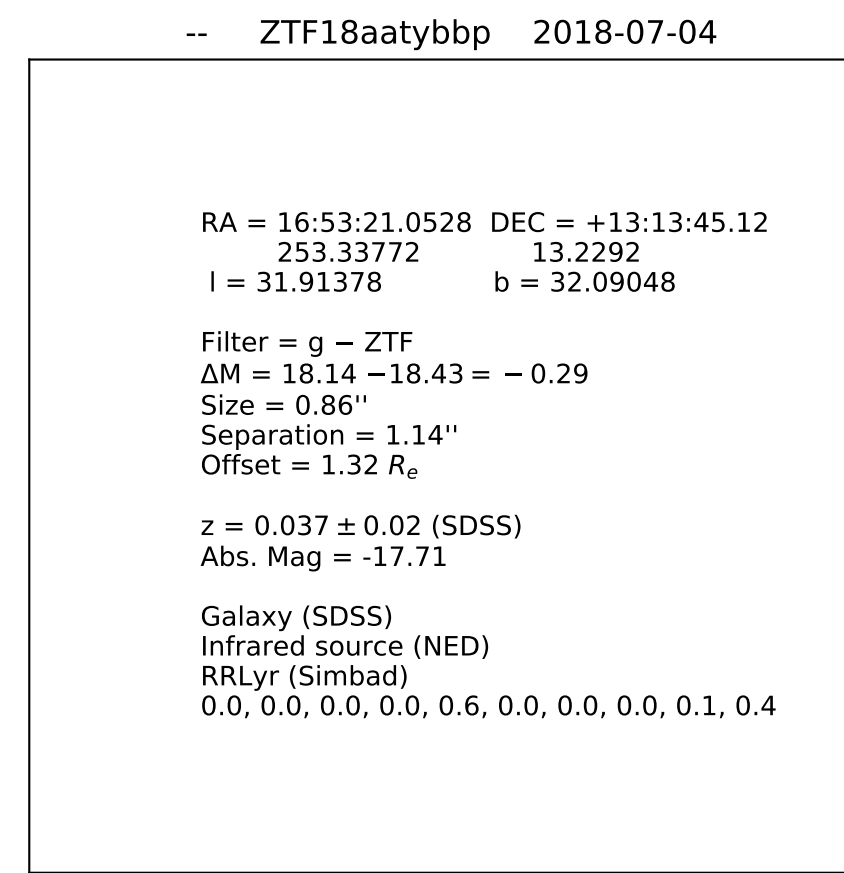 -- ZTF18aatybbp 2018-07-04
RA = 16:53:21.0528 DEC = +13:13:45.12
253.33772 13.2292
l = 31.91378 b = 32.09048
Filter = g − ZTF
ΔM = 18.14 −18.43 = − 0.29
Size = 0.86''
Separation = 1.14''
Offset = 1.32 Re
z = 0.037 ± 0.02 (SDSS)
Abs. Mag = -17.71
Galaxy (SDSS)
Infrared source (NED)
RRLyr (Simbad)
0.0, 0.0, 0.0, 0.0, 0.6, 0.0, 0.0, 0.0, 0.1, 0.4